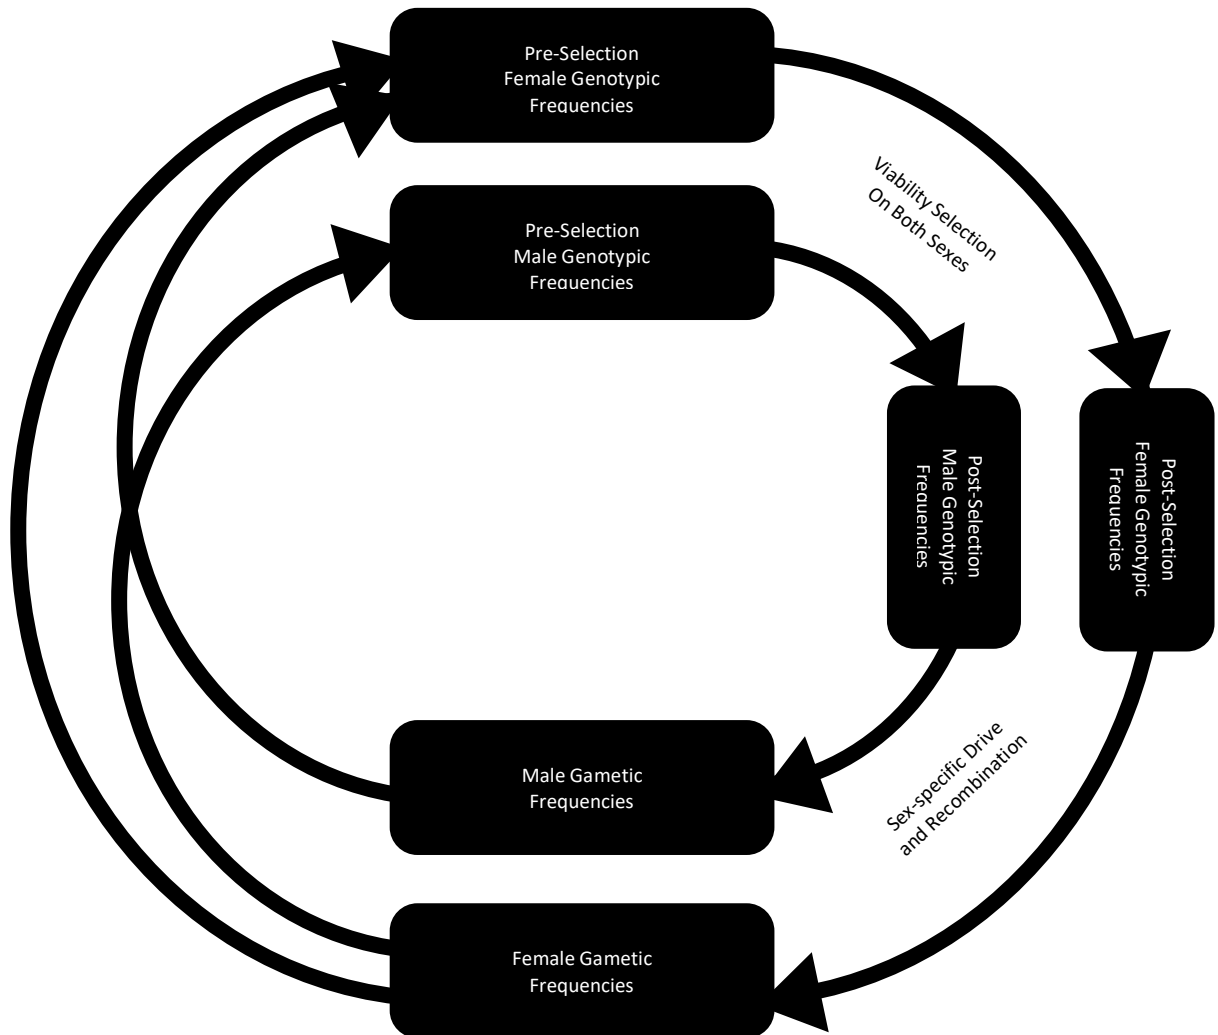 Pre-Selection
Female Genotypic
Frequencies
Viability Selection
On Both Sexes
Pre-Selection
Male Genotypic
Frequencies
Post-Selection
Male Genotypic
Frequencies
Post-Selection
Female Genotypic
Frequencies
Male Gametic
Frequencies
Sex-specific Drive
and Recombination
Female Gametic
Frequencies